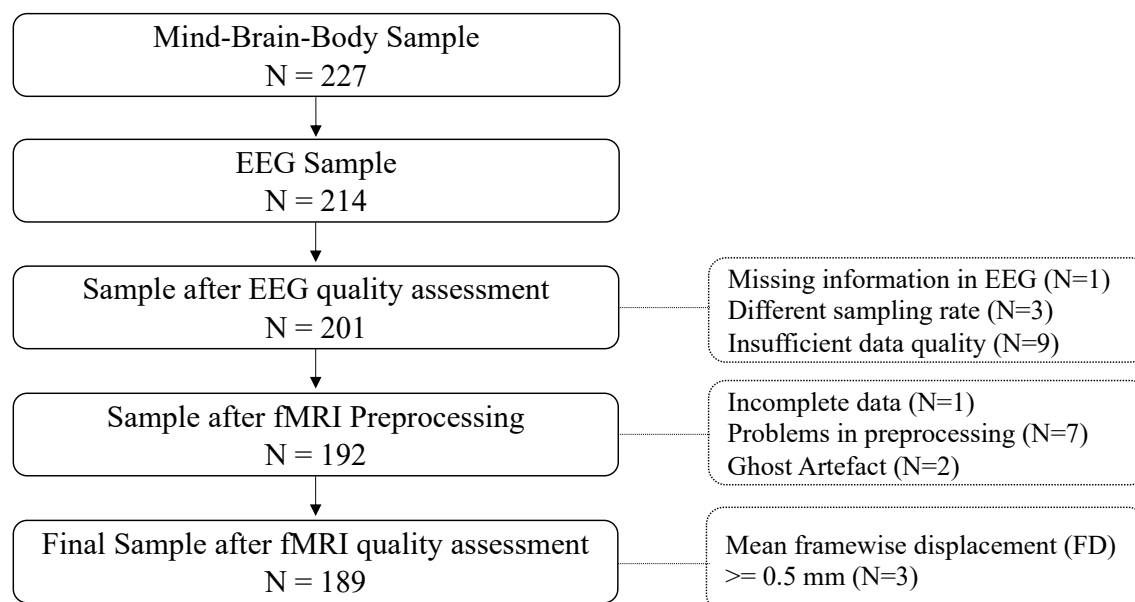 Mind-Brain-Body Sample
N = 227
EEG Sample
N = 214
Sample after EEG quality assessment
N = 201
Missing information in EEG (N=1)
Different sampling rate (N=3)
Insufficient data quality (N=9)
Sample after fMRI Preprocessing
N = 192
Incomplete data (N=1)
Problems in preprocessing (N=7)
Ghost Artefact (N=2)
Final Sample after fMRI quality assessment
N = 189
Mean framewise displacement (FD)
>= 0.5 mm (N=3)